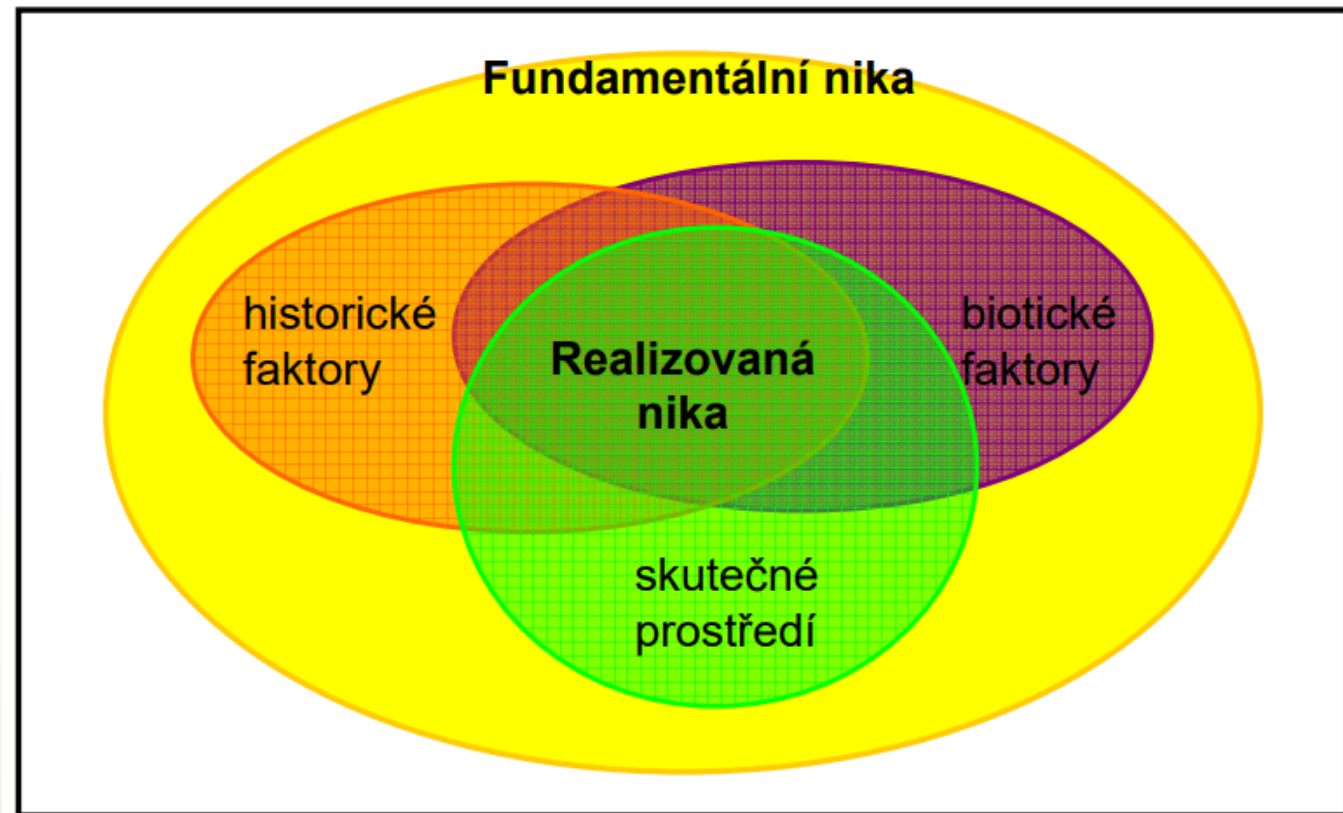 Fundamentální nika
historické
faktory
biotické
faktory
Realizovaná
nika
skutečné
prostředí